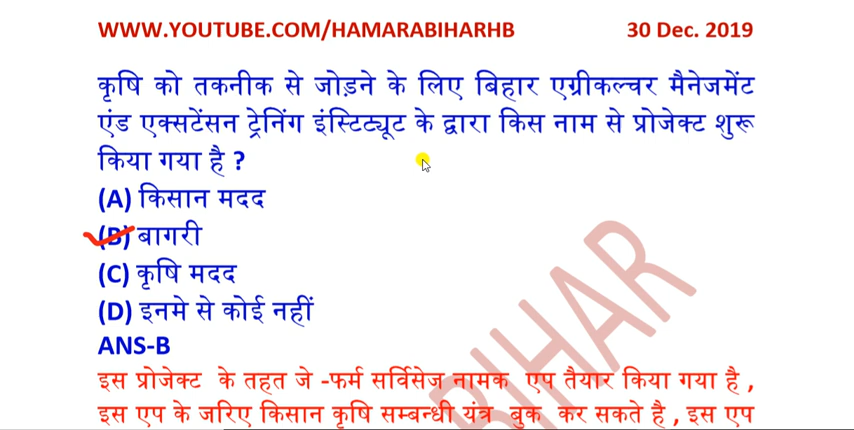 WWW.YOUTUBE.COM/HAMARABIHARHB 30 Dec. 2019
कृषि को तकनीक से जोड़ने के लिए बिहार एग्रीकल्चर मैनेजमेंट
एंड एक्सटेंसन ट्रेनिंग इंस्टिट्यूट के द्वारा किस नाम से प्रोजेक्ट शुरू
किया गया है ?
(A) किसान मदद
(B) बागरी
(C) कृषि मदद
(D) इनमे से कोई नहीं
ANS-B
इस प्रोजेक्ट के तहत जे -फर्म सर्विसेज नामक एप तैयार किया गया है ,
इस एप के जरिए किसान कृषि सम्बन्धी यंत्र बुक कर सकते है , इस एप
BIHAR